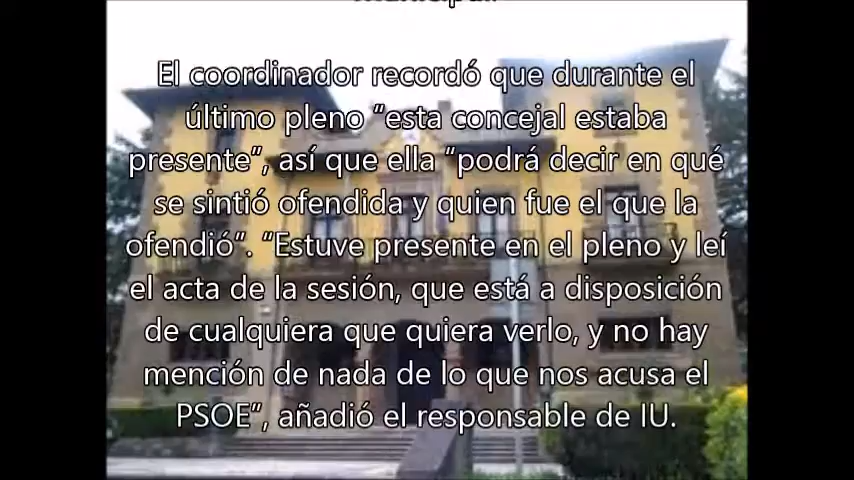 El coordinador recordó que durante el
último pleno “esta concejal estaba
presente”, así que ella “podrá decir en qué
se sintió ofendida y quien fue el que la
ofendió”. “Estuve presente en el pleno y leí
el acta de la sesión, que está a disposición
de cualquiera que quiera verlo, y no hay
mención de nada de lo que nos acusa el
PSOE”, añadió el responsable de IU.